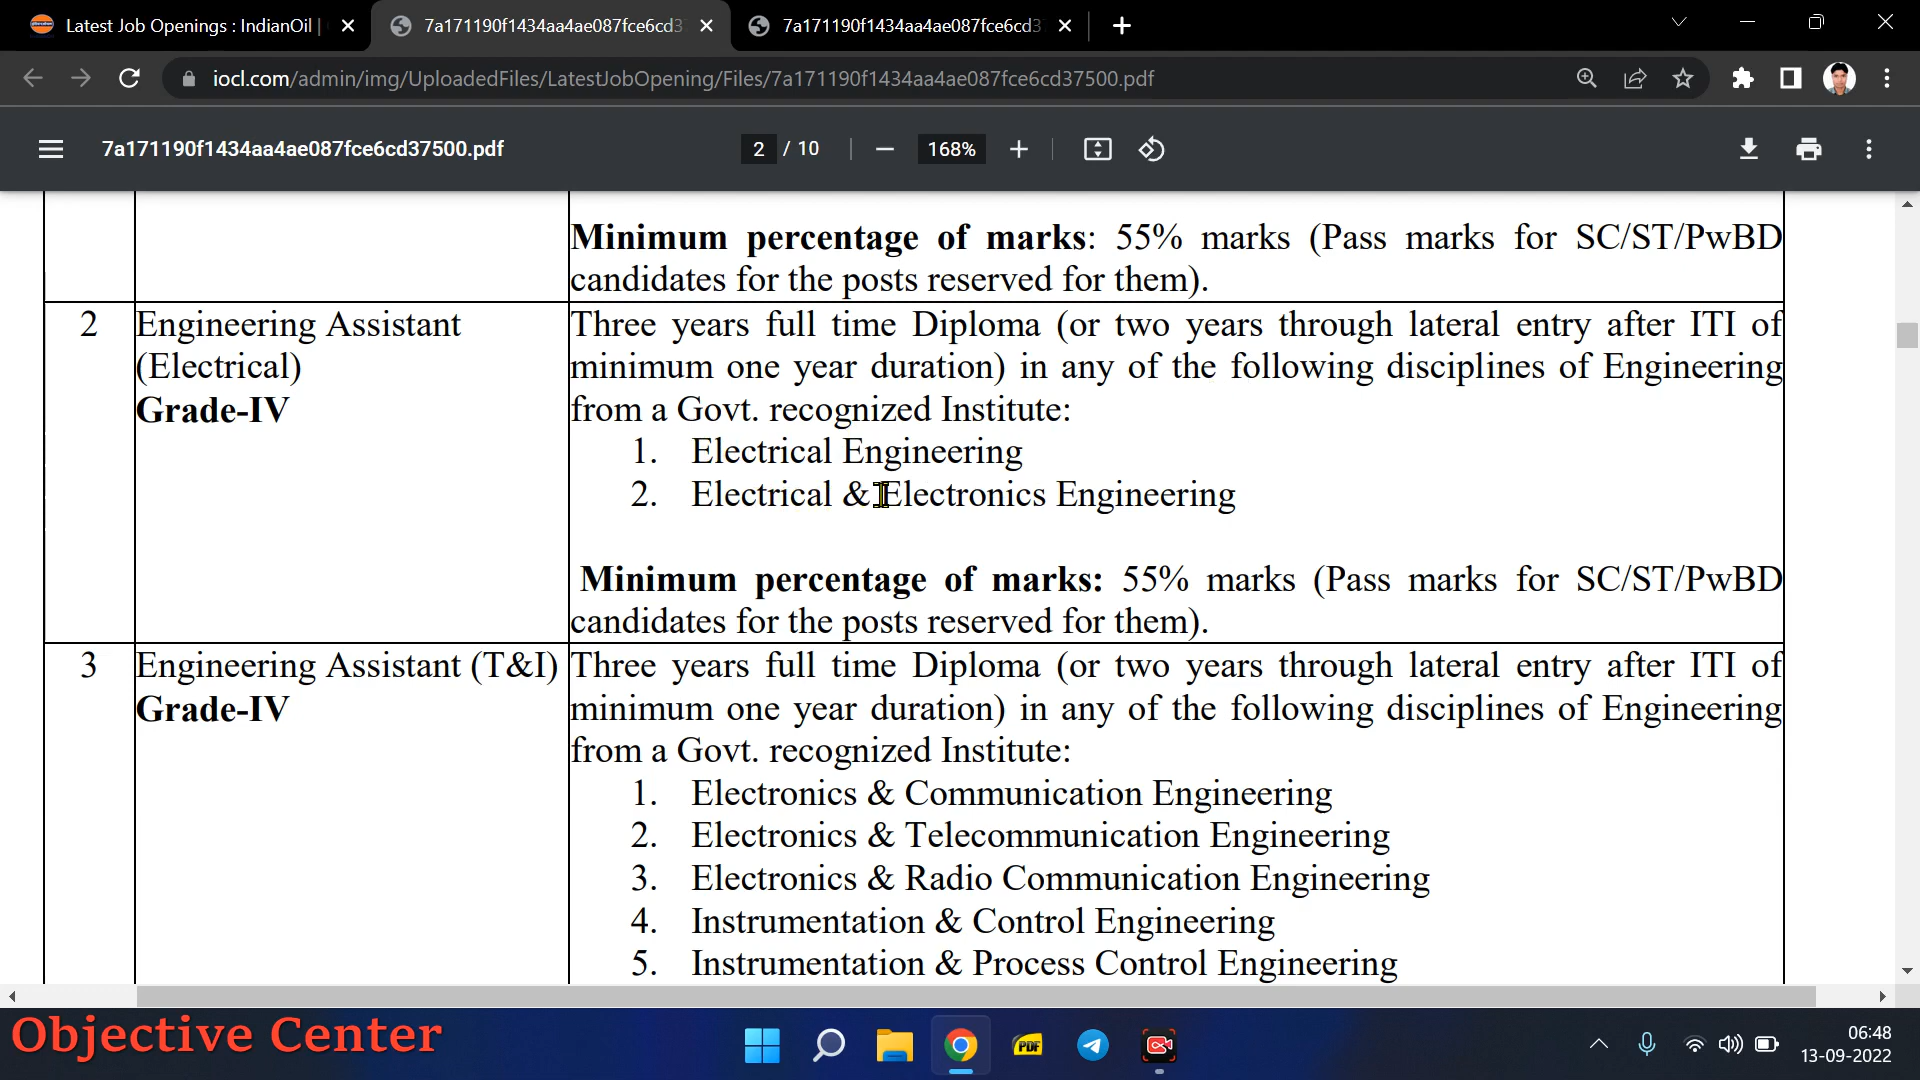 Latest Job Openings : IndianOil |
7a171190f1434aa4ae087fce6cd3
7a171190f1434aa4ae087fce6cd3
iocl.com/admin/img/UploadedFiles/LatestJobOpening/Files/7a171190f1434aa4ae087fce6cd37500.pdf
7a171190f1434aa4ae087fce6cd37500.pdf
2 / 10
168%
Minimum percentage of marks: 55% marks (Pass marks for SC/ST/PwBD
candidates for the posts reserved for them).
2
Engineering Assistant
(Electrical)
Grade-IV
Three years full time Diploma (or two years through lateral entry after ITI of
minimum one year duration) in any of the following disciplines of Engineering
from a Govt. recognized Institute:
1. Electrical Engineering
2. Electrical & Electronics Engineering
Minimum percentage of marks: 55% marks (Pass marks for SC/ST/PwBD
candidates for the posts reserved for them).
3
Engineering Assistant (T&I)
Grade-IV
Three years full time Diploma (or two years through lateral entry after ITI of
minimum one year duration) in any of the following disciplines of Engineering
from a Govt. recognized Institute:
1. Electronics & Communication Engineering
2. Electronics & Telecommunication Engineering
3. Electronics & Radio Communication Engineering
4. Instrumentation & Control Engineering
5. Instrumentation & Process Control Engineering
Objective Center
PDF
06:48
13-09-2022